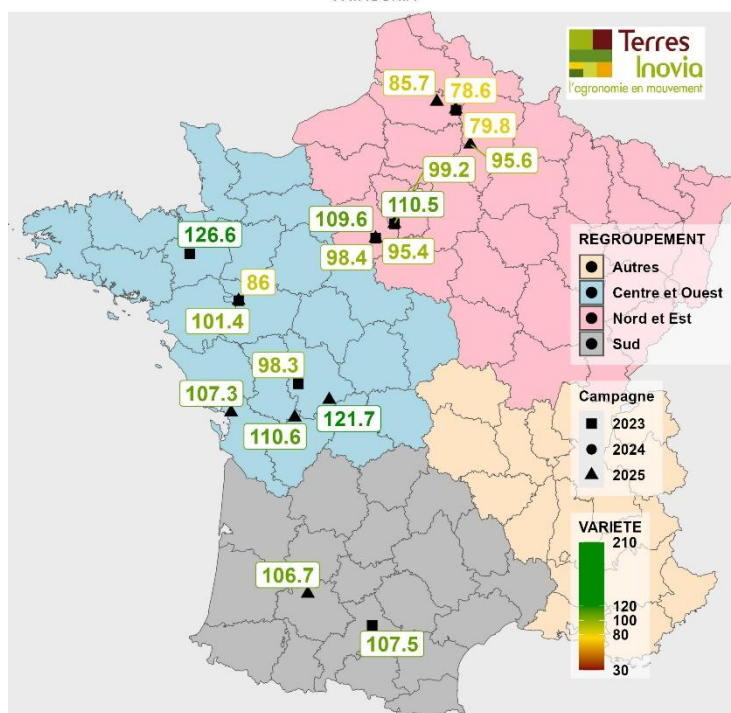 Terres
Inovia
l'agronomie en mouvement
85.7
78.6
79.8
95.6
99.2
110.5
109.6
98.4
95.4
126.6
86
101.4
98.3
107.3
110.6
121.7
106.7
107.5
REGROUPEMENT
Autres
Centre et Ouest
Nord et Est
Sud
Campagne
2023
2024
2025
VARIETE
210
120
100
80
30